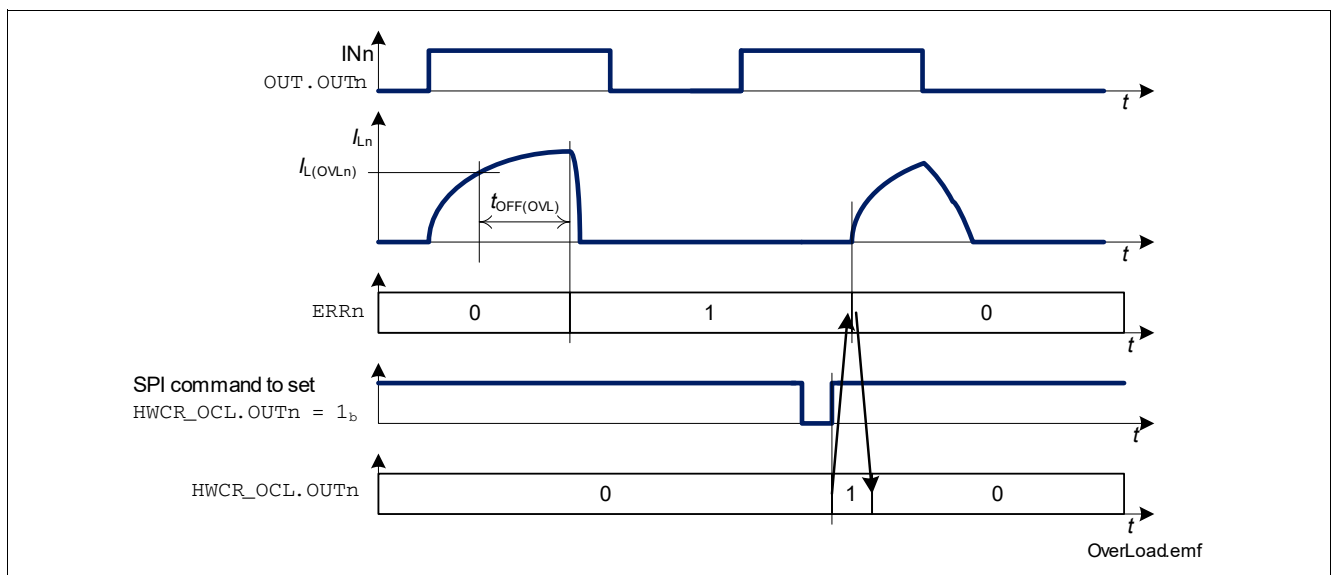 INn
OUT.OUTn
t
ILn
IL(OVLn)
tOFF(OVL)
t
ERRn
0
1
0
t
SPI command to set
HWCR_OCL.OUTn = 1b
t
HWCR_OCL.OUTn
0
1
0
t
OverLoad.emf